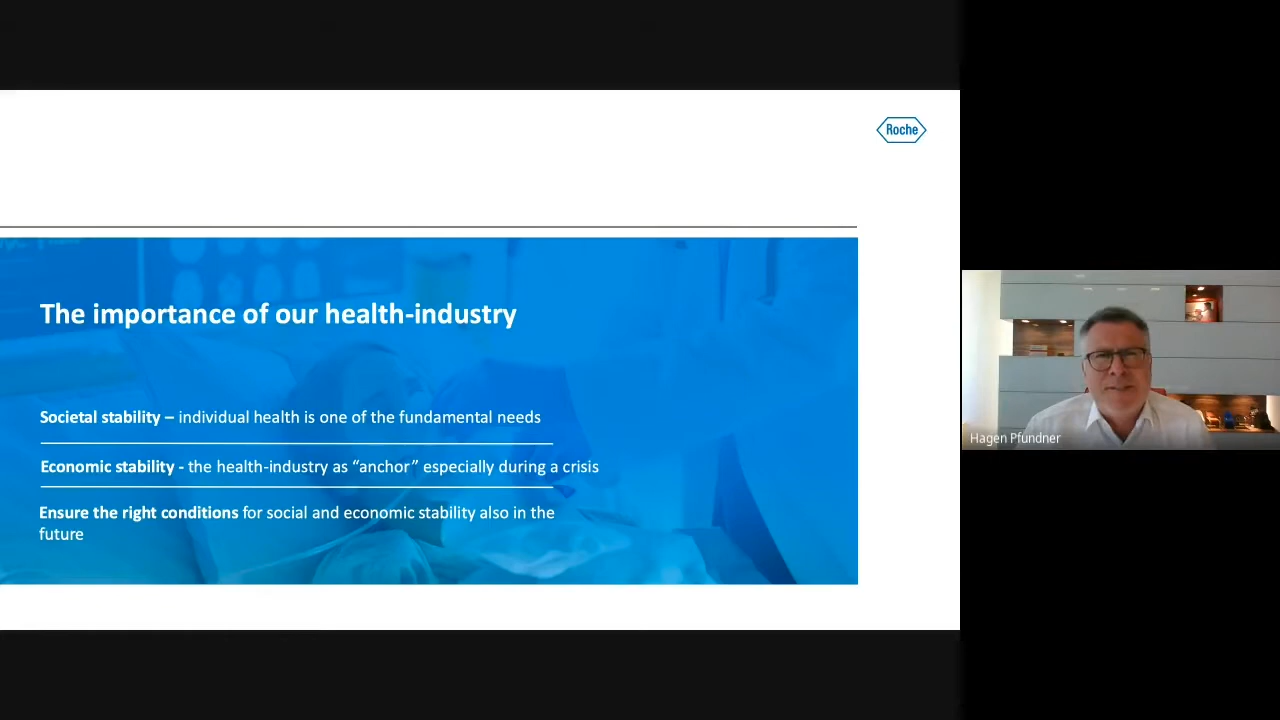 Roche
The importance of our health-industry
Societal stability – individual health is one of the fundamental needs
Economic stability - the health-industry as “anchor” especially during a crisis
Ensure the right conditions for social and economic stability also in the
future
Hagen Pfundner